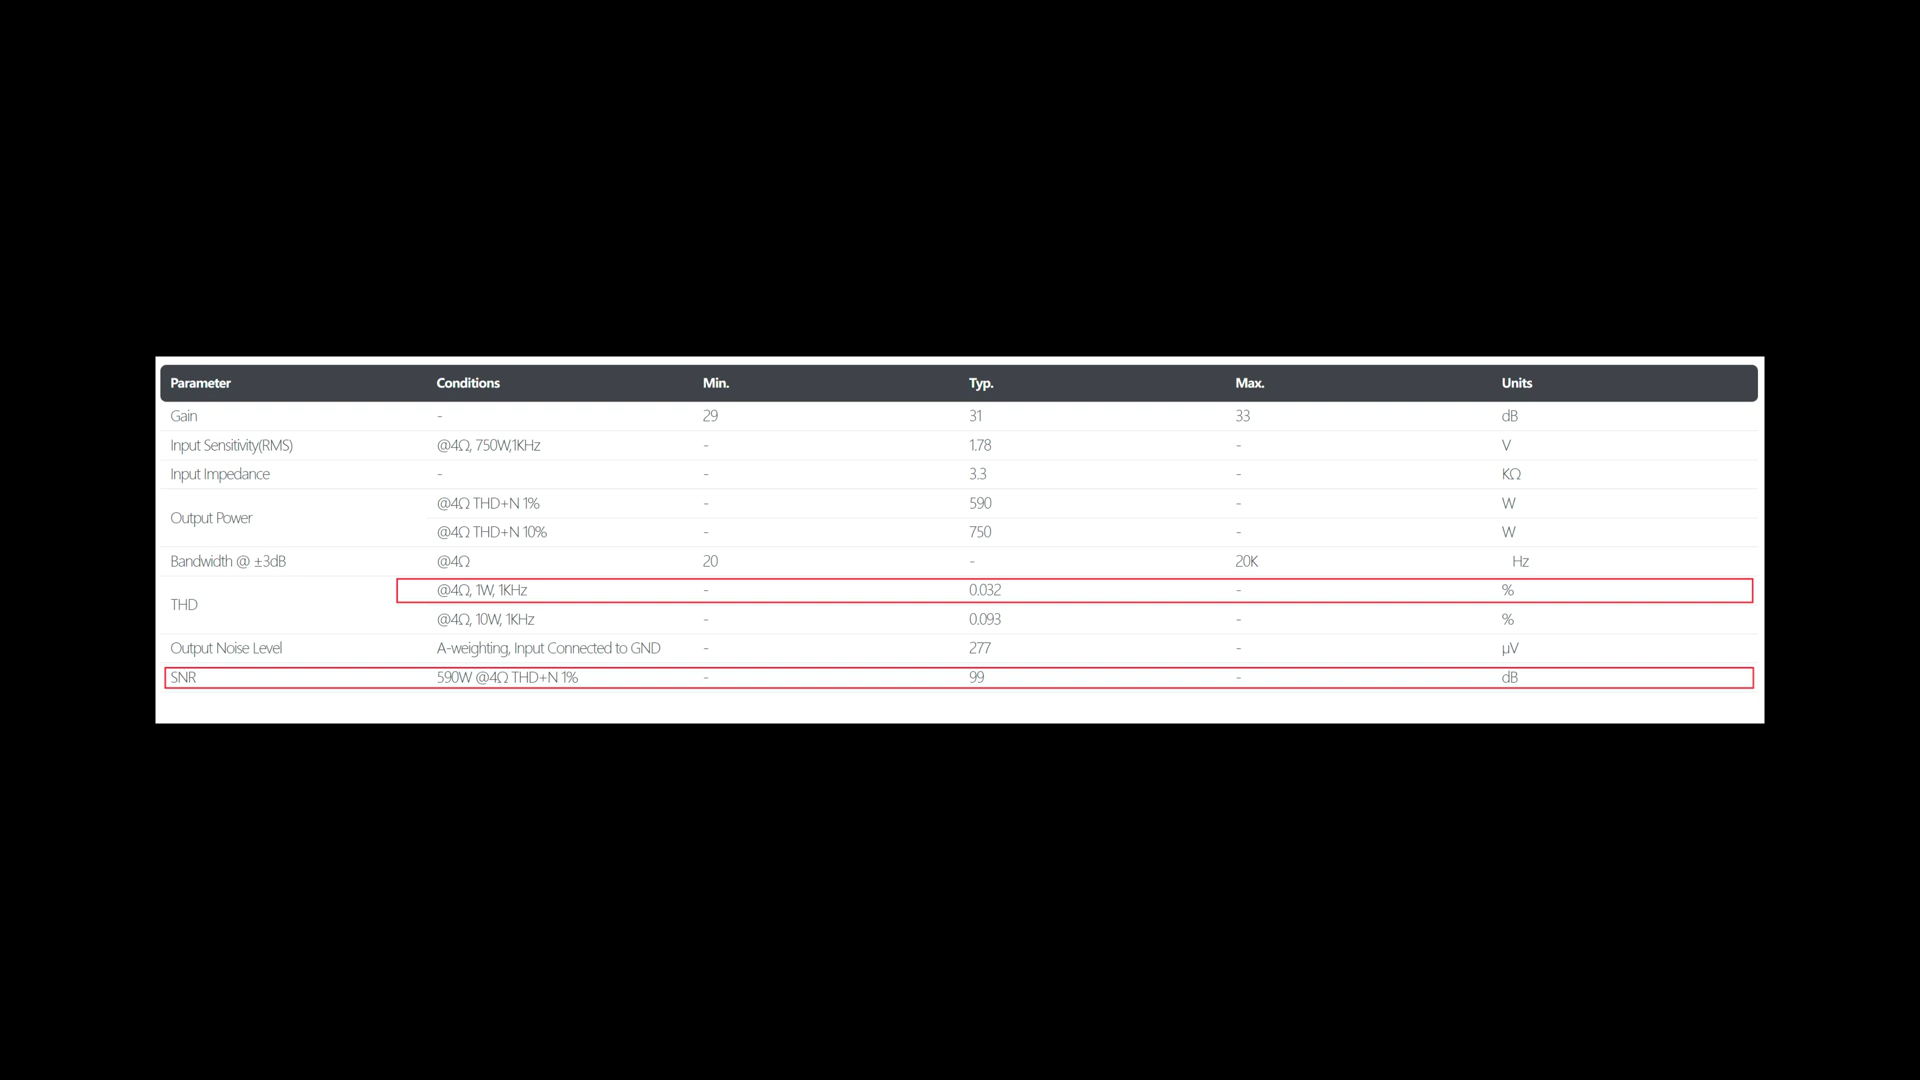 Parameter Conditions Min. Typ. Max. Units
Gain - 29 31 33 dB
Input Sensitivity(RMS) @4Ω, 750W,1KHz - 1.78 - V
Input Impedance - - 3.3 - KΩ
Output Power
@4Ω THD+N 1% - 590 - W
@4Ω THD+N 10% - 750 - W
Bandwidth @ ±3dB @4Ω 20 - 20K Hz
THD
@4Ω, 1W, 1KHz - 0.032 - %
@4Ω, 10W, 1KHz - 0.093 - %
Output Noise Level A-weighting, Input Connected to GND - 277 - µV
SNR 590W @4Ω THD+N 1% - 99 - dB